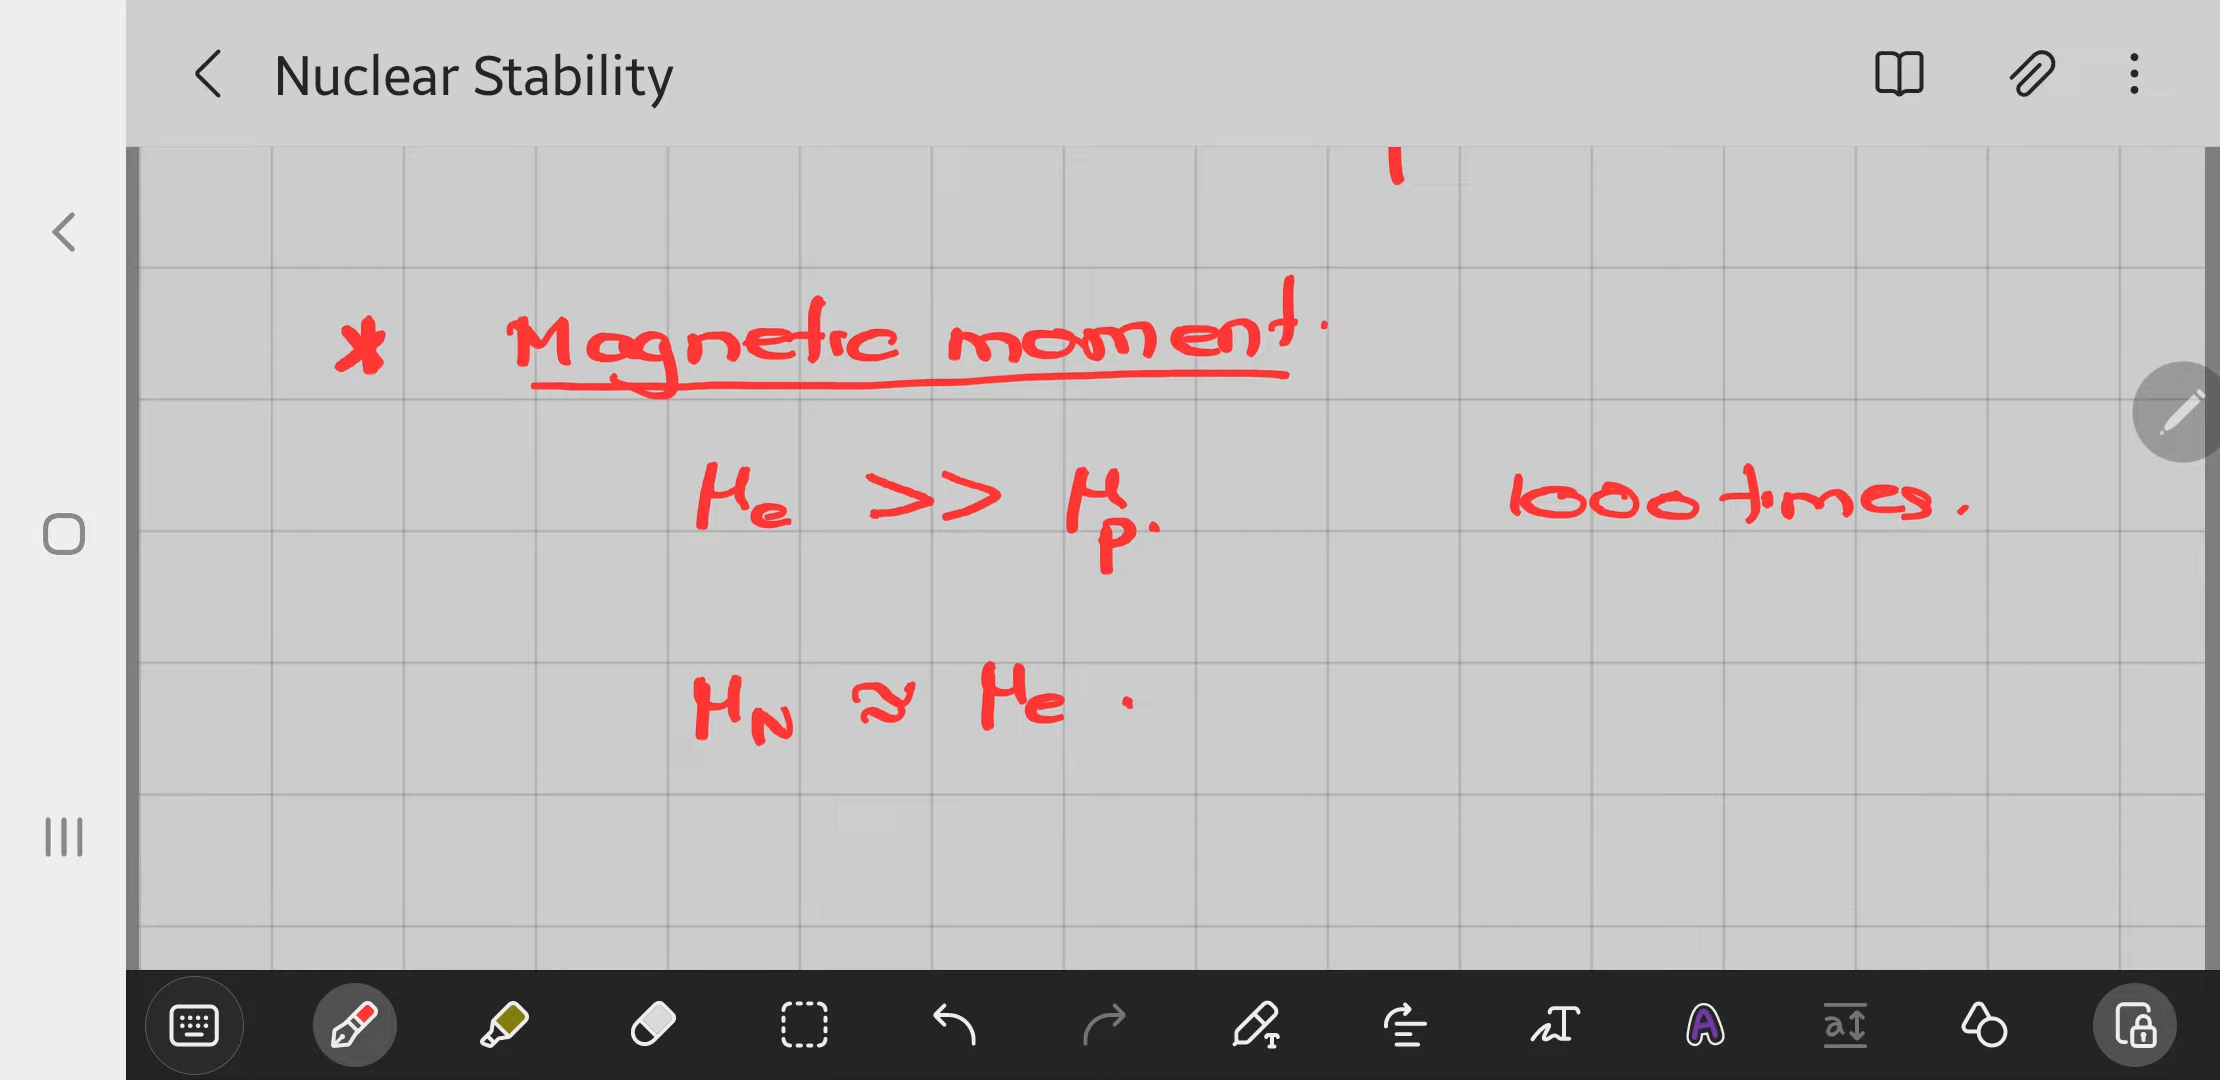 Nuclear Stability
* Magnetic moment.
μe >> μp. 1000 times.
μN ≈ μe.